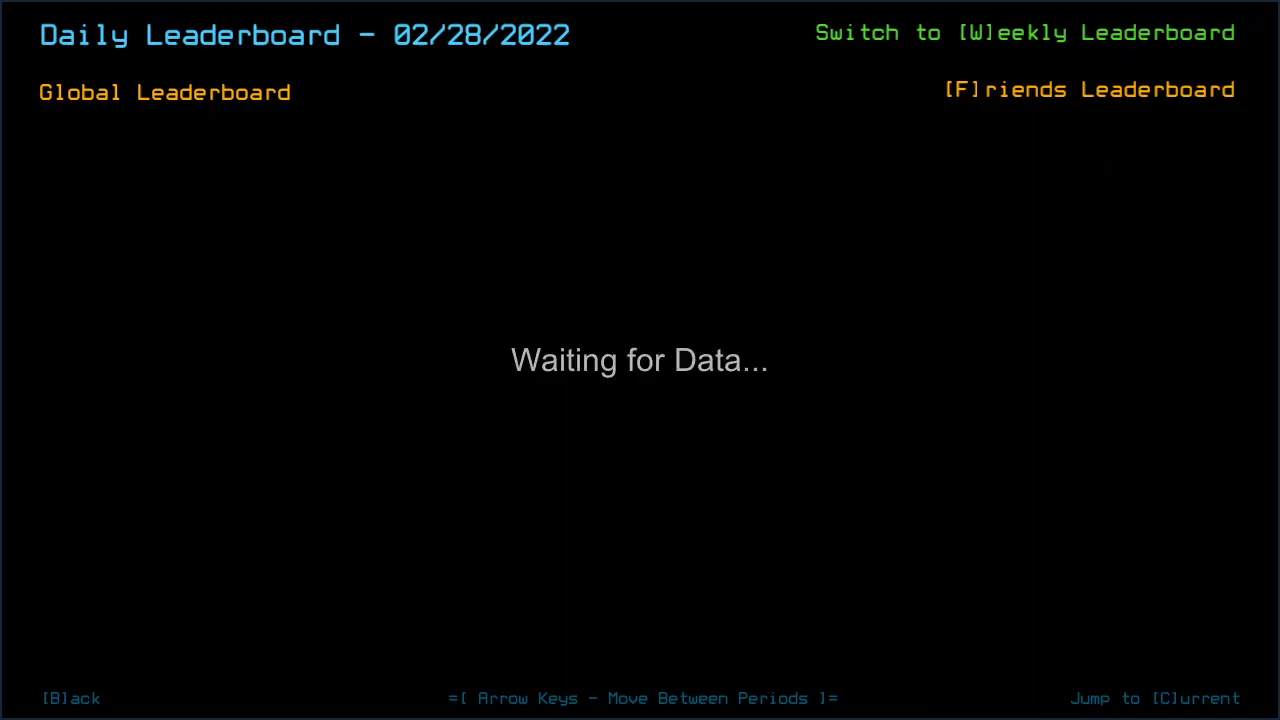 Daily Leaderboard - 02/28/2022
Switch to [W]eekly Leaderboard
Global Leaderboard
[F]riends Leaderboard
Waiting for Data...
[B]ack
=[ Arrow Keys - Move Between Periods ]=
Jump to [C]urrent